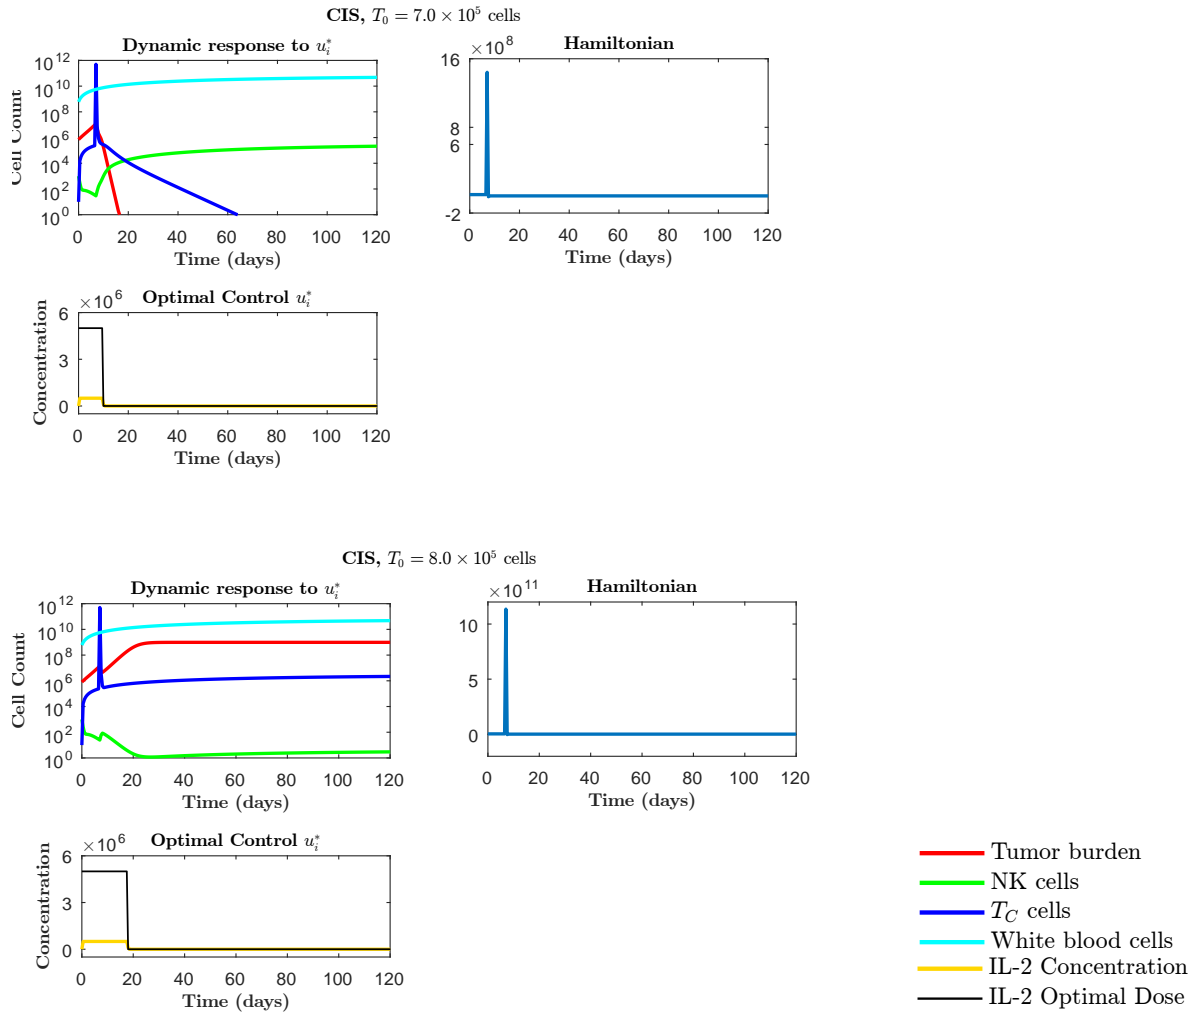 CIS, T₀ = 7.0 × 10⁵ cells
Dynamic response to uᵢ*
Hamiltonian
10¹²
10¹⁰
10⁸
10⁶
10⁴
10²
10⁰
Cell Count
0 20 40 60 80 100 120
Time (days)
×10⁸
16
8
6
-2
0 20 40 60 80 100 120
Time (days)
Optimal Control uᵢ*
×10⁶
6
3
0
Concentration
0 20 40 60 80 100 120
Time (days)
CIS, T₀ = 8.0 × 10⁵ cells
Dynamic response to uᵢ*
Hamiltonian
10¹²
10¹⁰
10⁸
10⁶
10⁴
10²
10⁰
Cell Count
0 20 40 60 80 100 120
Time (days)
×10¹¹
10
5
0
0 20 40 60 80 100 120
Time (days)
Optimal Control uᵢ*
×10⁶
6
3
0
Concentration
0 20 40 60 80 100 120
Time (days)
Tumor burden
NK cells
T_C cells
White blood cells
IL-2 Concentration
IL-2 Optimal Dose